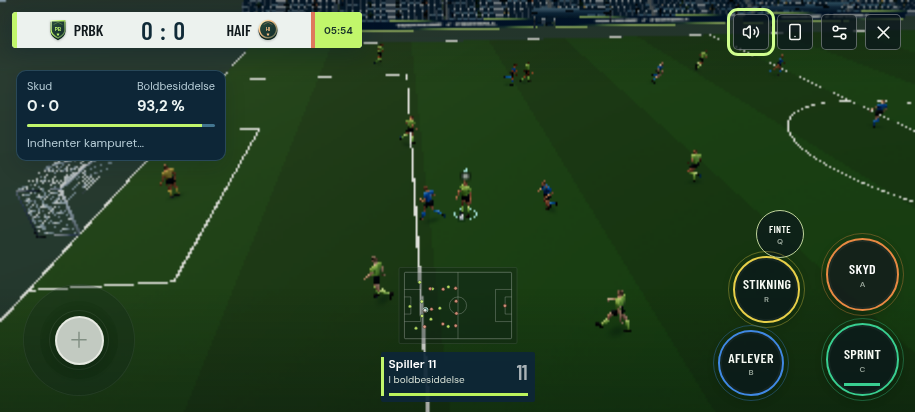 PRBK 0 : 0 HAIF 05:54
Skud Boldbesiddelse
0 · 0 93,2 %
Indhenter kampuret…
FINTE
Q
STIKNING
R
SKYD
A
AFLEVER
B
SPRINT
C
Spiller 11
I boldbesiddelse
11